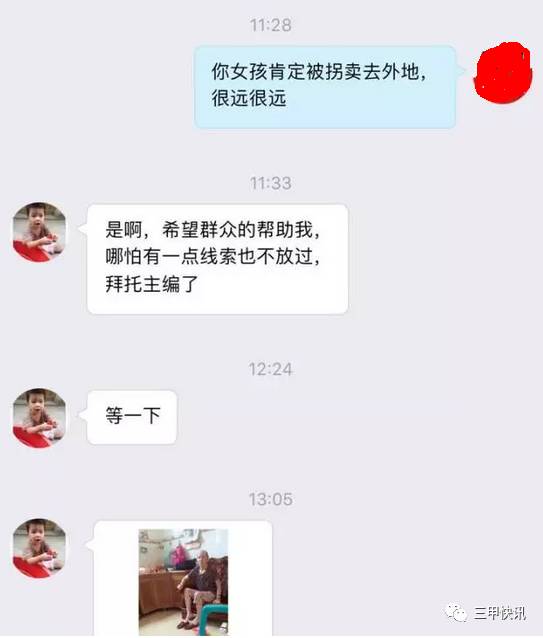 11:28
你女孩肯定被拐卖去外地，
很远很远
11:33
是啊，希望群众的帮助我，
哪怕有一点线索也不放过，
拜托主编了
12:24
等一下
13:05
三甲快讯